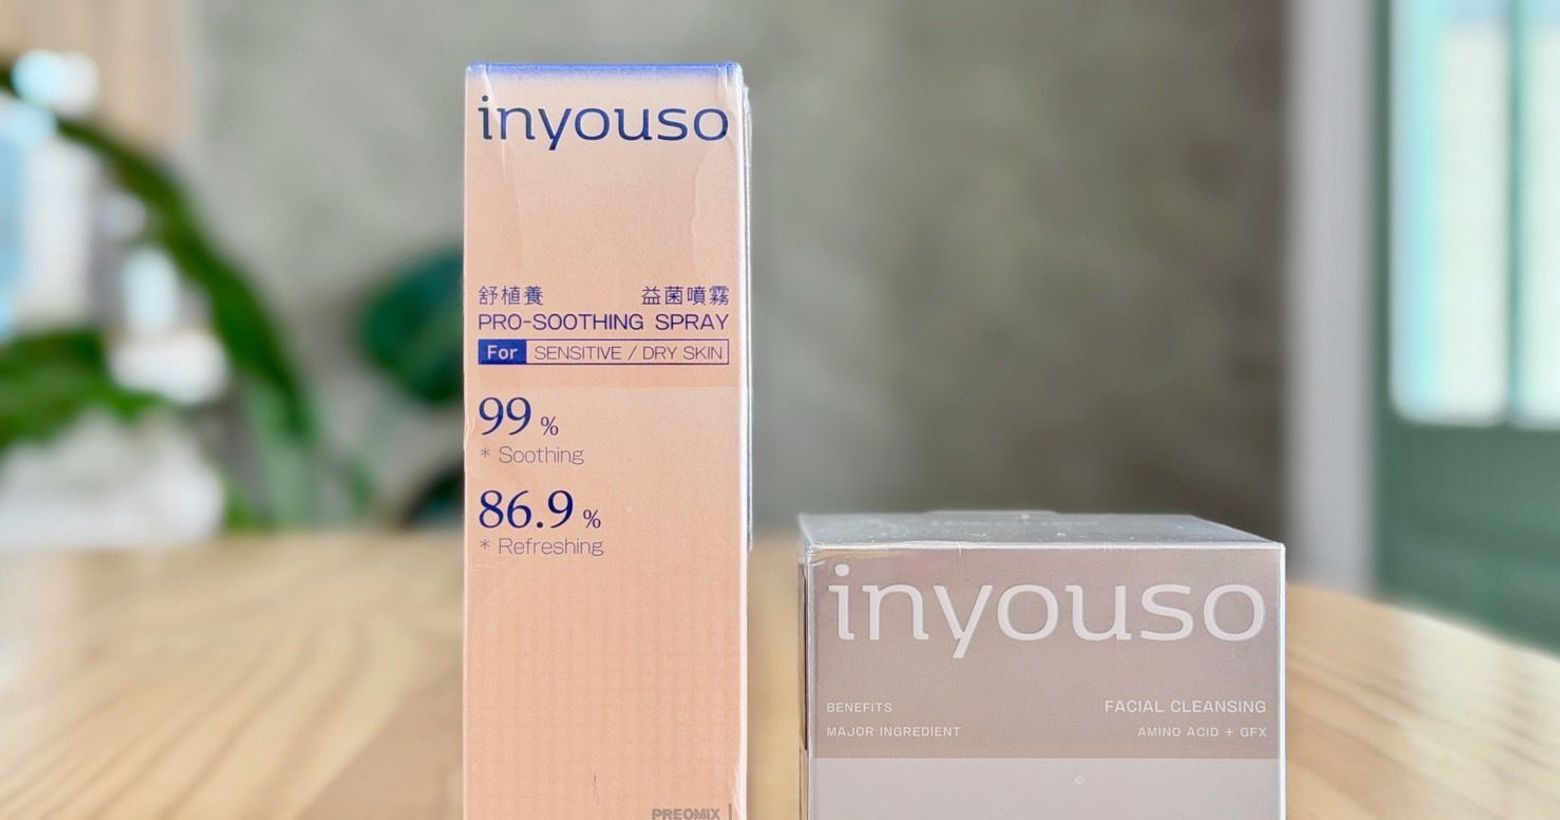 inyouso
舒植養 益菌噴霧
PRO-SOOTHING SPRAY
For SENSITIVE / DRY SKIN
99 %
* Soothing
86.9 %
* Refreshing
PREOMIX
inyouso
BENEFITS FACIAL CLEANSING
MAJOR INGREDIENT AMINO ACID + GFX